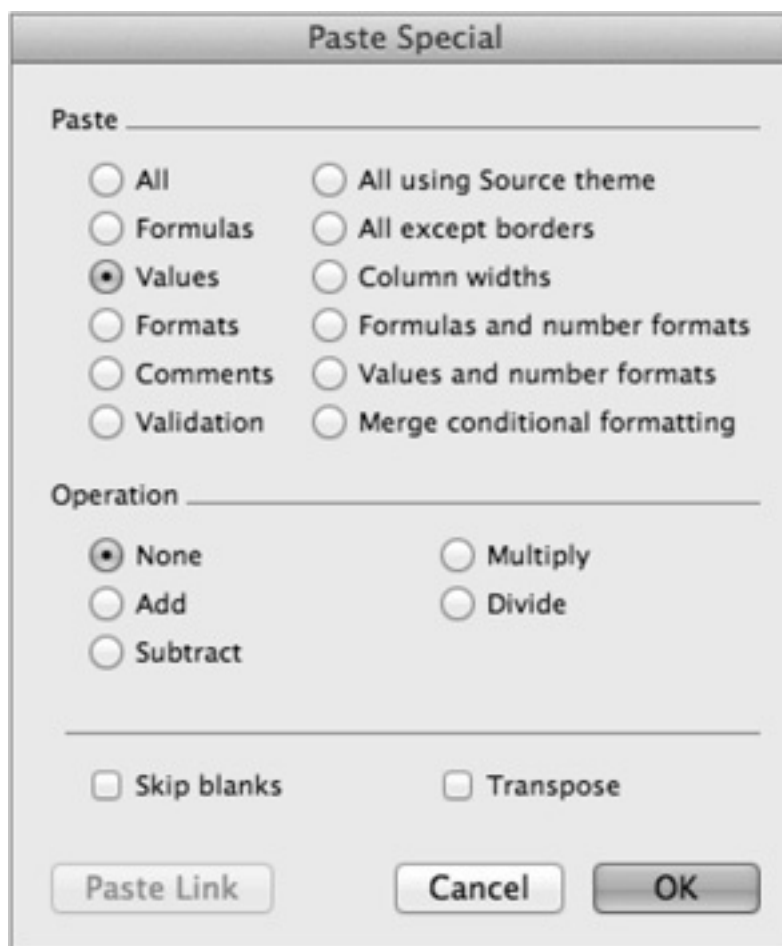 Paste Special
Paste
All
All using Source theme
Formulas
All except borders
Values
Column widths
Formats
Formulas and number formats
Comments
Values and number formats
Validation
Merge conditional formatting
Operation
None
Multiply
Add
Divide
Subtract
Skip blanks
Transpose
Paste Link
Cancel
OK